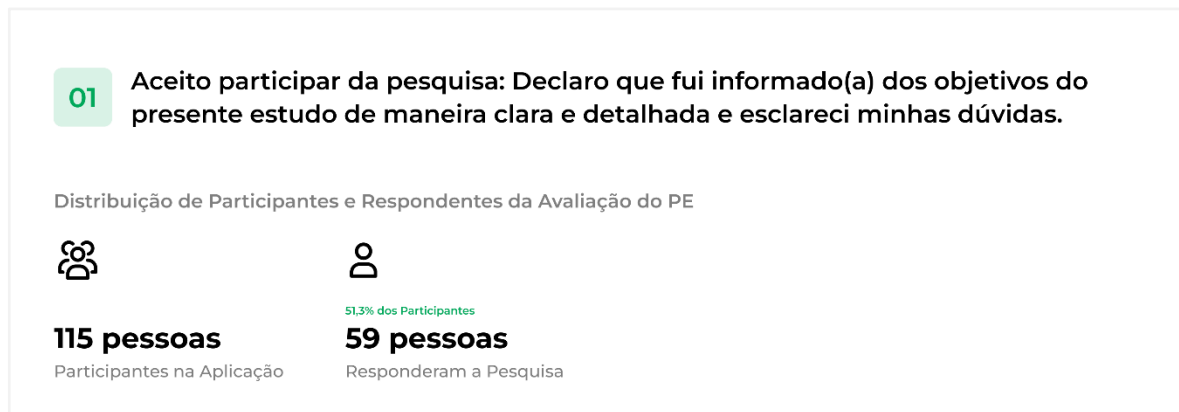 01
Aceito participar da pesquisa: Declaro que fui informado(a) dos objetivos do
presente estudo de maneira clara e detalhada e esclareci minhas dúvidas.
Distribuição de Participantes e Respondentes da Avaliação do PE
115 pessoas
Participantes na Aplicação
51,3% dos Participantes
59 pessoas
Responderam a Pesquisa